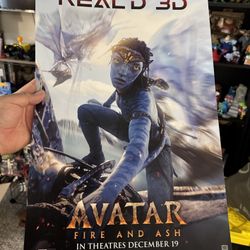 REAL D 3D
AVATAR
FIRE AND ASH
IN THEATRES DECEMBER 19